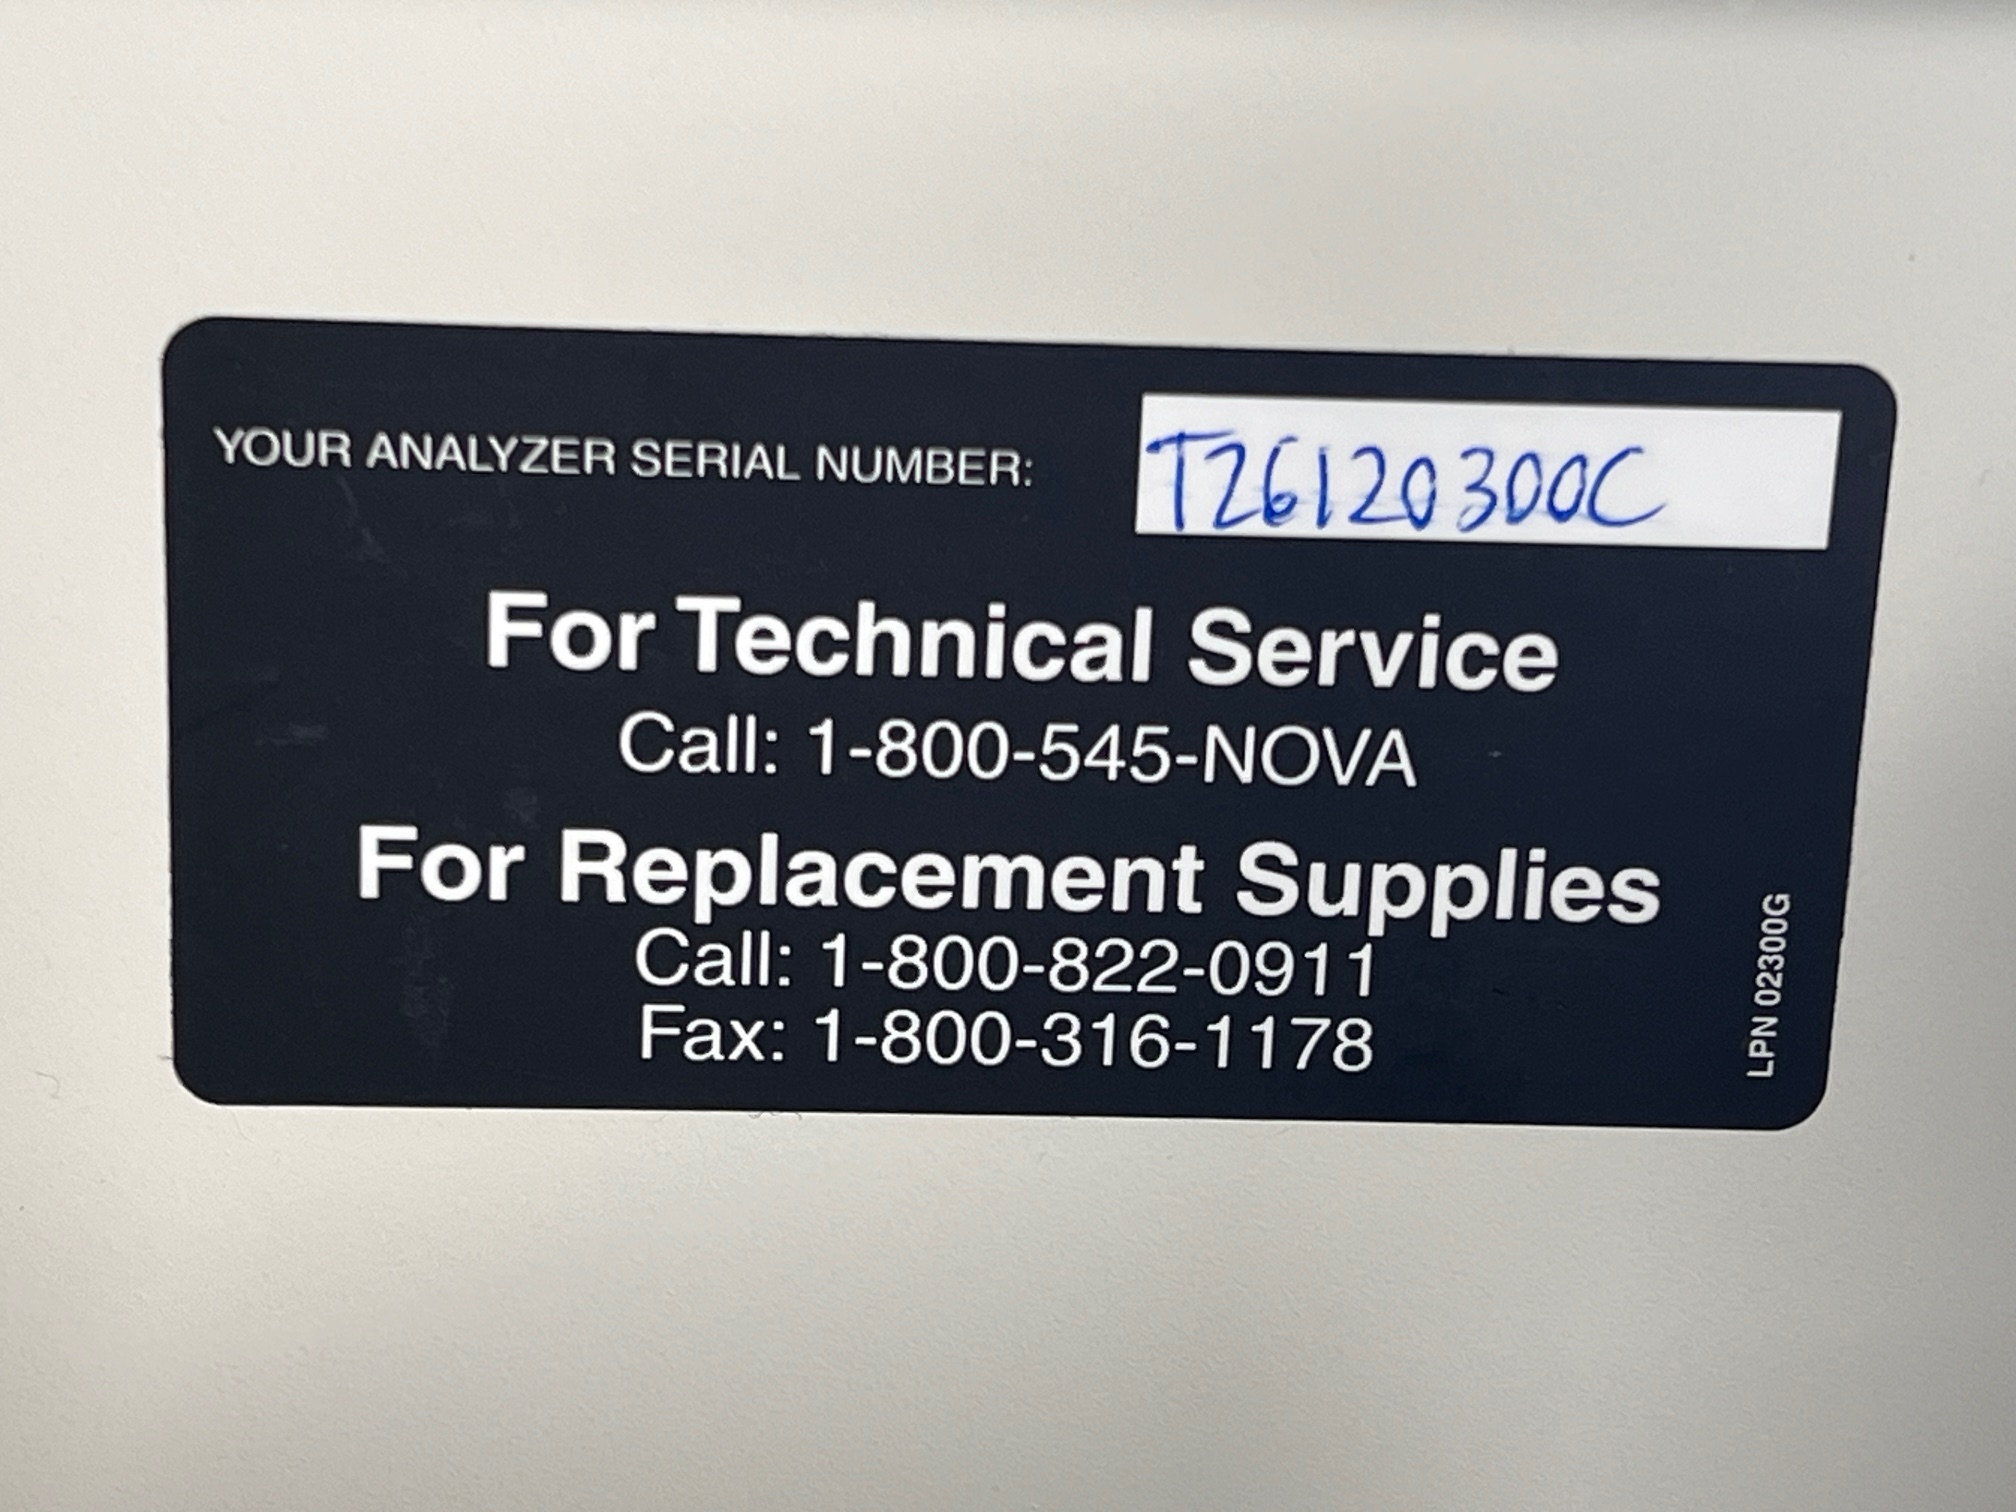 YOUR ANALYZER SERIAL NUMBER: T26120300C
For Technical Service
Call: 1-800-545-NOVA
For Replacement Supplies
Call: 1-800-822-0911
Fax: 1-800-316-1178
LPN 02300G